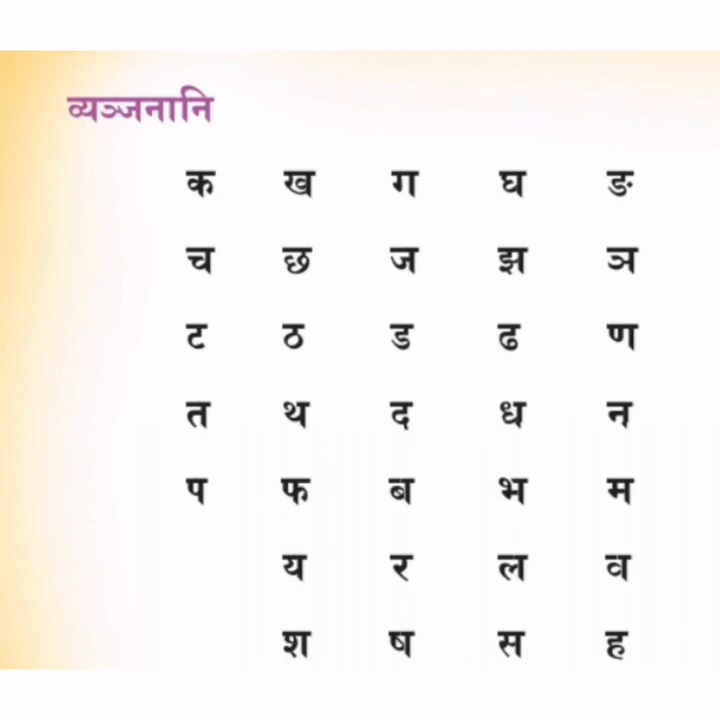 व्यञ्जनानि
क ख ग घ ङ
च छ ज झ ञ
ट ठ ड ढ ण
त थ द ध न
प फ ब भ म
य र ल व
श ष स ह